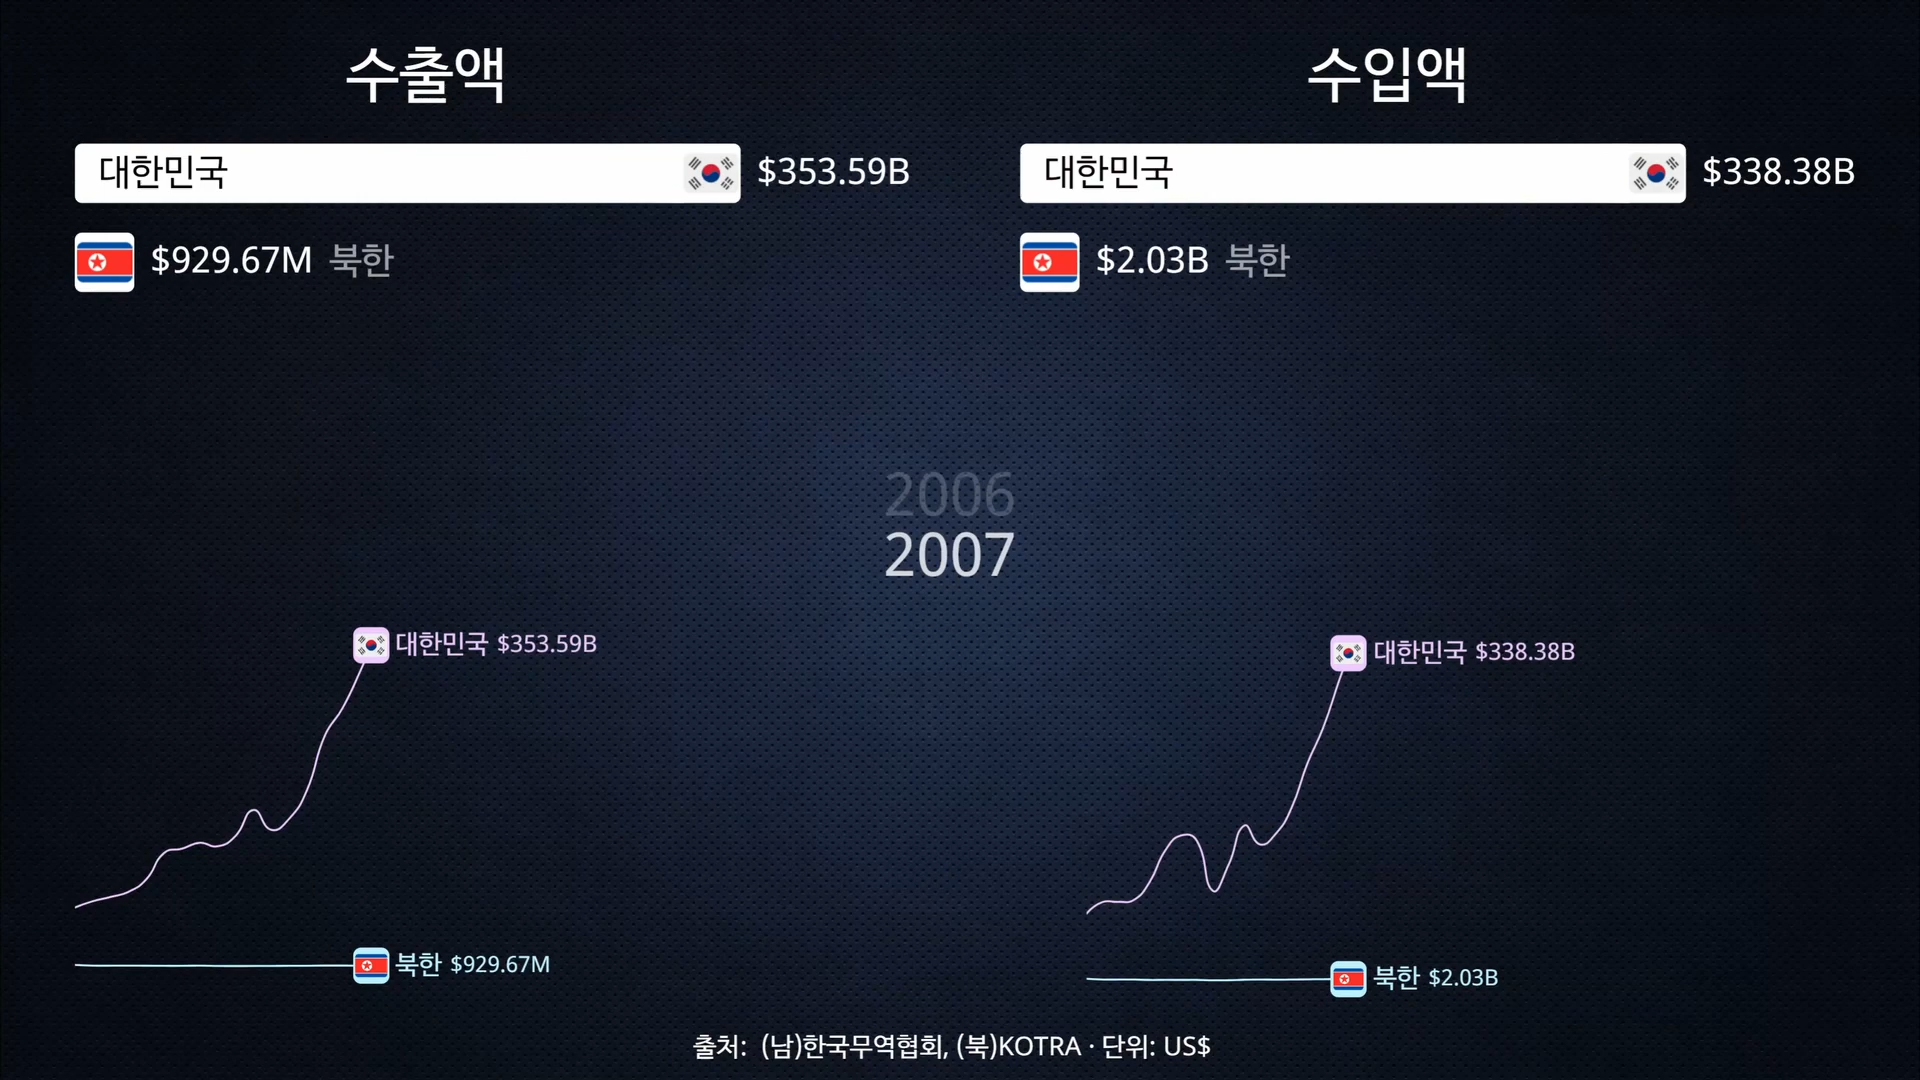 수출액
대한민국 $353.59B
$929.67M 북한
수입액
대한민국 $338.38B
$2.03B 북한
2006
2007
대한민국 $353.59B
북한 $929.67M
대한민국 $338.38B
북한 $2.03B
출처: (남)한국무역협회, (북)KOTRA · 단위: US$